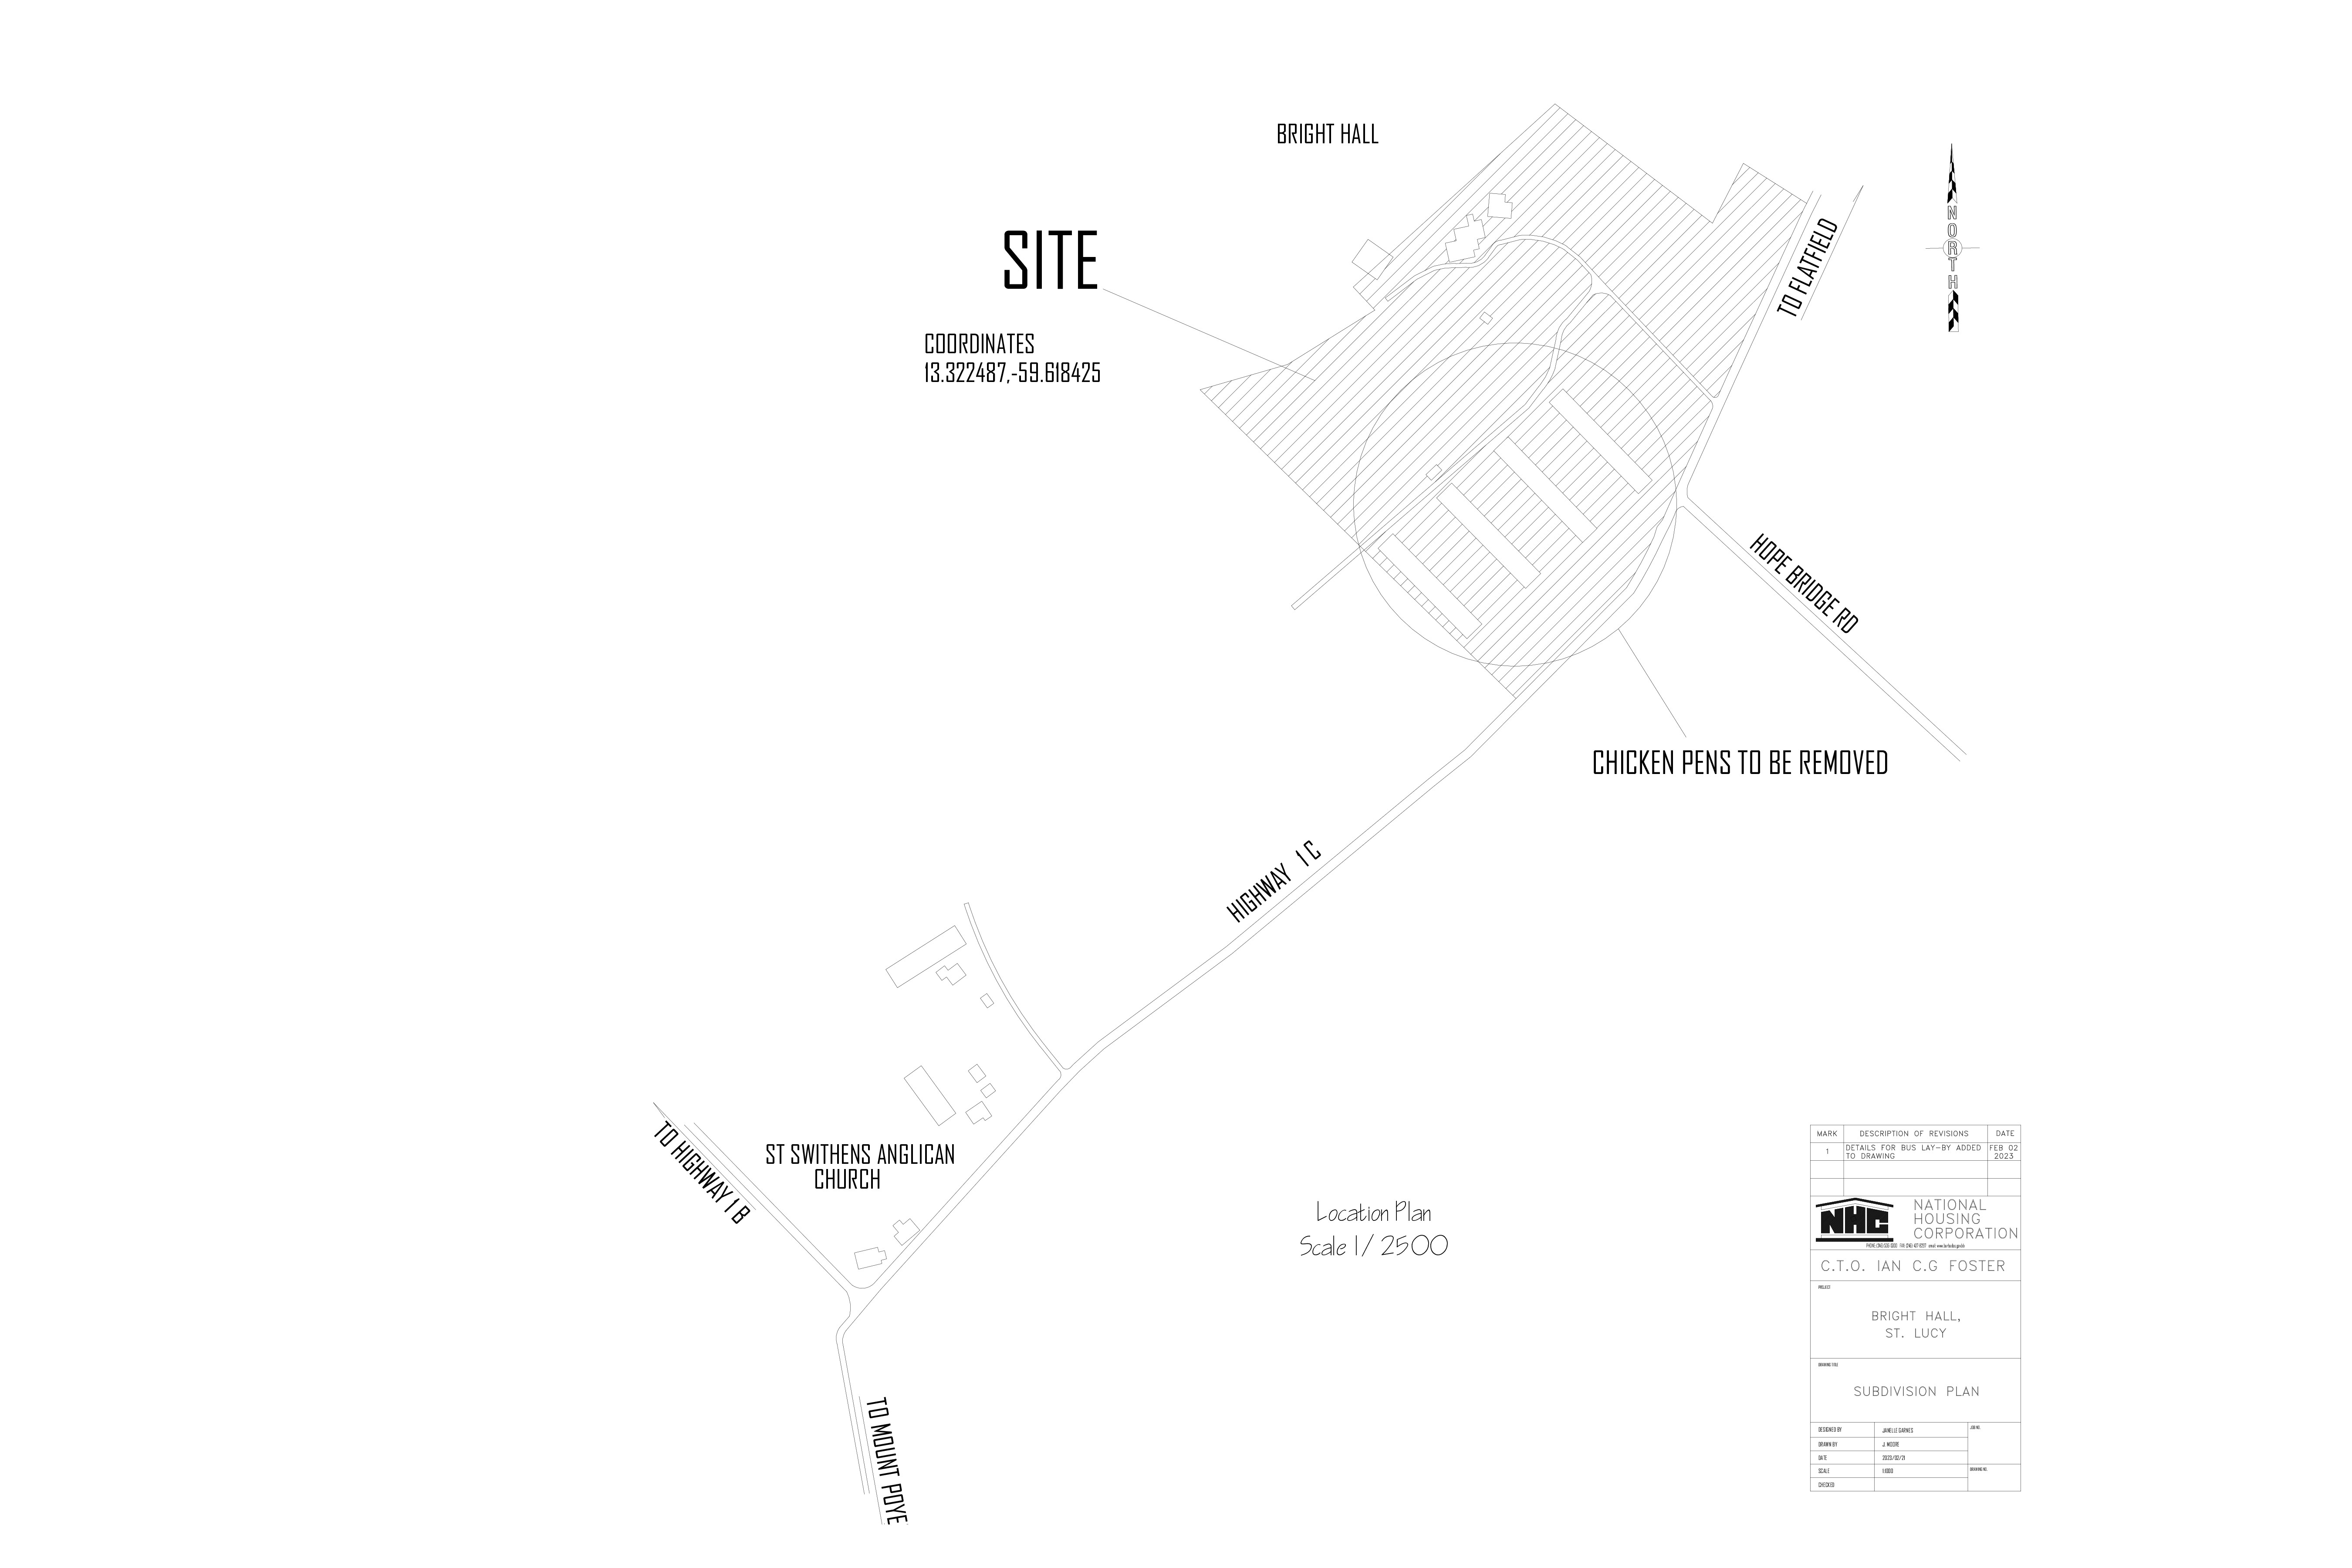 BRIGHT HALL
SITE
COORDINATES
13.322487,-59.618425
NORTH
TO FLATFIELD
HOPE BRIDGE RD
CHICKEN PENS TO BE REMOVED
HIGHWAY 1 C
ST SWITHENS ANGLICAN
CHURCH
TO HIGHWAY 1 B
TO MOUNT POYE
Location Plan
Scale 1/ 2500
MARK DESCRIPTION OF REVISIONS DATE
1 DETAILS FOR BUS LAY-BY ADDED TO DRAWING FEB 02 2023
NHC
NATIONAL
HOUSING
CORPORATION
C.T.O. IAN C.G FOSTER
PROJECT
BRIGHT HALL,
ST. LUCY
DRAWING TITLE
SUBDIVISION PLAN
DESIGNED BY JANELLE GARNES JOB NO.
DRAWN BY J. MOORE
DATE 2023/02/21
SCALE 1:1000 DRAWING NO.
CHECKED